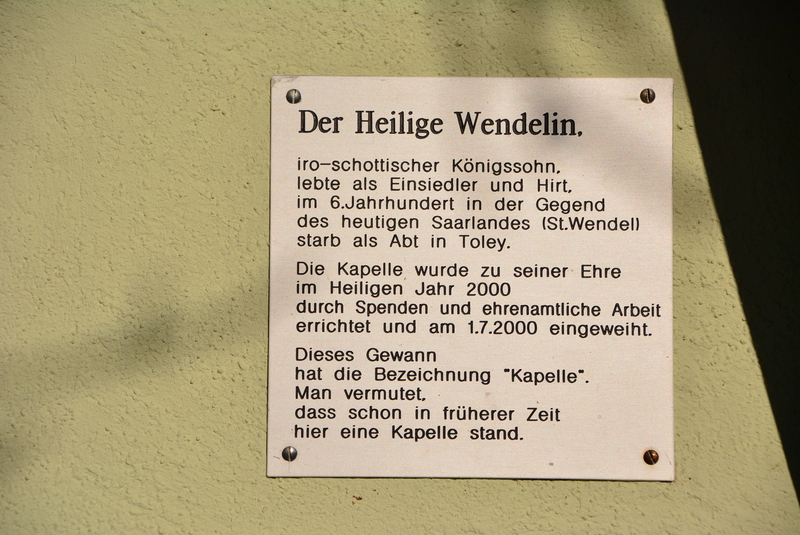 Der Heilige Wendelin,
iro-schottischer Königssohn,
lebte als Einsiedler und Hirt,
im 6.Jahrhundert in der Gegend
des heutigen Saarlandes (St.Wendel)
starb als Abt in Toley.
Die Kapelle wurde zu seiner Ehre
im Heiligen Jahr 2000
durch Spenden und ehrenamtliche Arbeit
errichtet und am 1.7.2000 eingeweiht.
Dieses Gewann
hat die Bezeichnung "Kapelle".
Man vermutet,
dass schon in früherer Zeit
hier eine Kapelle stand.